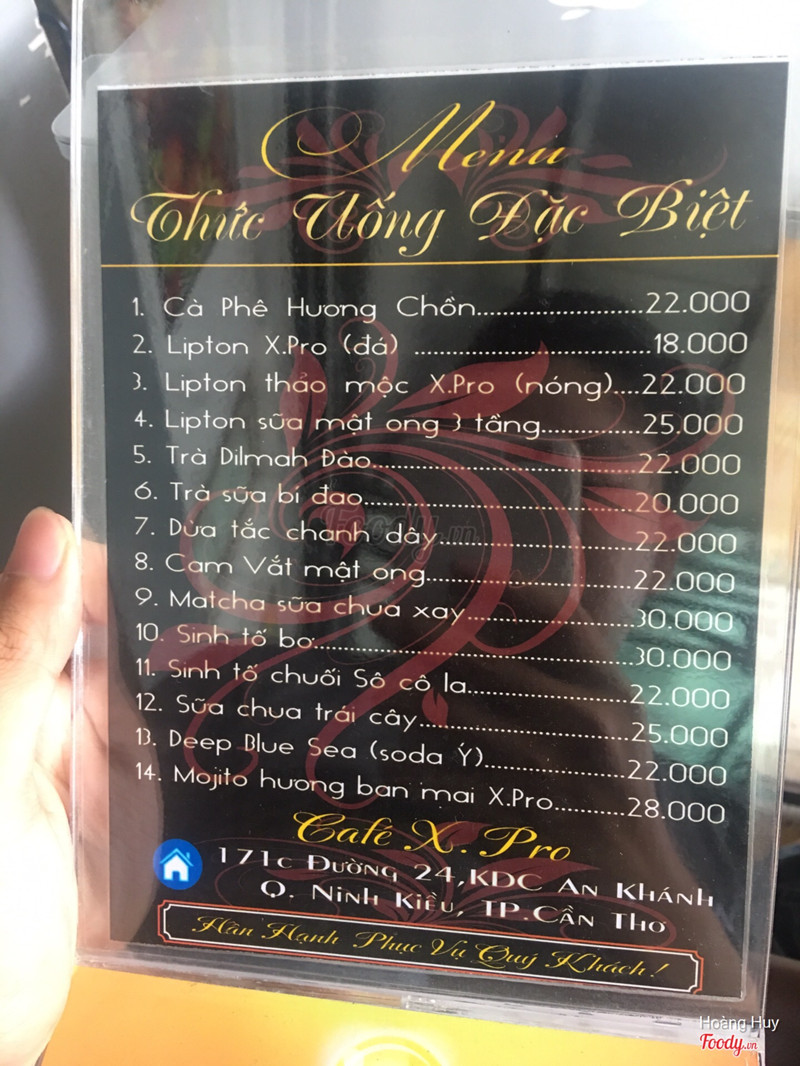 Menu
Thức Uống Đặc Biệt
1. Cà Phê Hương Chồn..........................22.000
2. Lipton X.Pro (đá) .....................................18.000
3. Lipton thảo mộc X.Pro (nóng)....22.000
4. Lipton sữa mật ong 3 tầng................25.000
5. Trà Dilmah Đào..........................................22.000
6. Trà sữa bí đao...........................................20.000
7. Dừa tắc chanh dây...............................22.000
8. Cam Vắt mật ong.................................22.000
9. Matcha sữa chua xay..........................30.000
10. Sinh tố bơ..................................................30.000
11. Sinh tố chuối Sô cô la.........................22.000
12. Sữa chua trái cây..................................25.000
13. Deep Blue Sea (soda Ý)......................22.000
14. Mojito hương ban mai X.Pro...........28.000
Café X.Pro
171c Đường 24,KDC An Khánh
Q. Ninh Kiều, TP.Cần Thơ
Hân Hạnh Phục Vụ Quý Khách!
Foody.vn
Hoàng Huy
Foody.vn